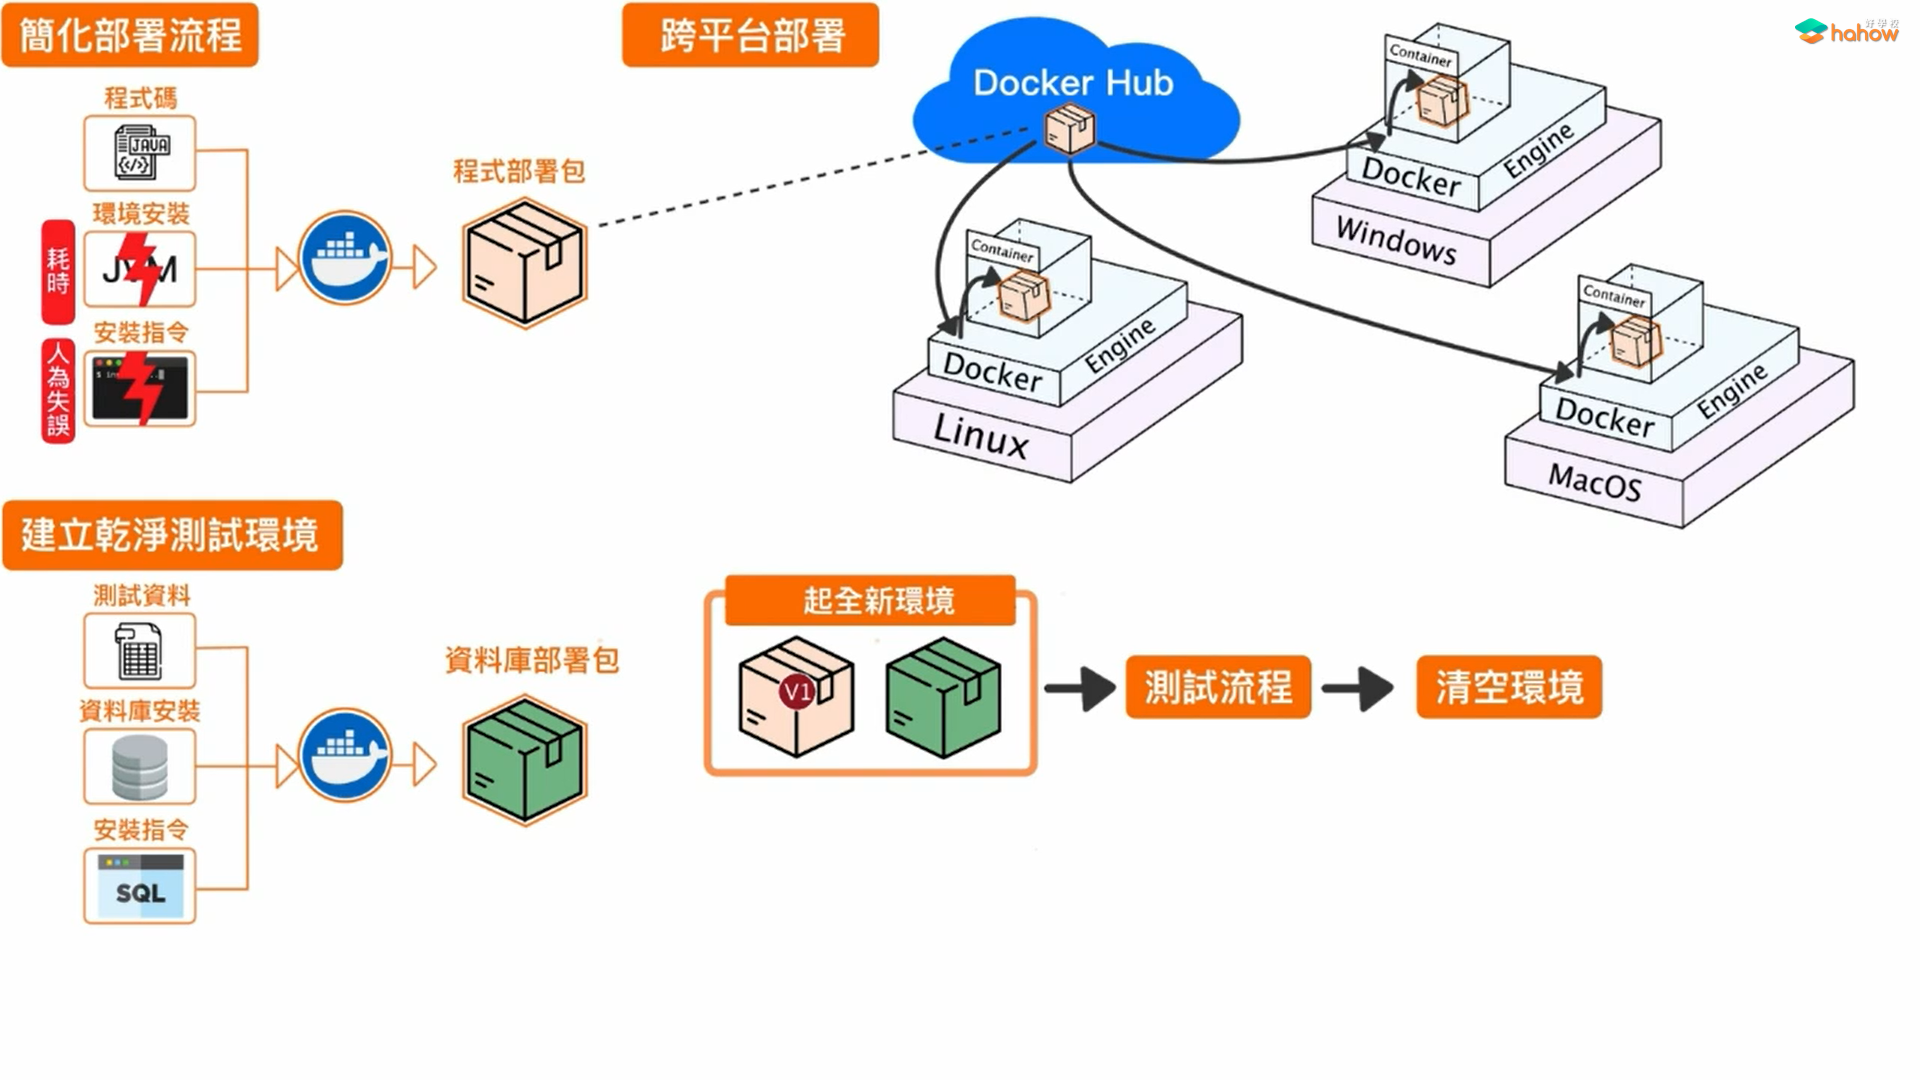 簡化部署流程
程式碼
JAVA
</>
環境安裝
耗時
安裝指令
人為失誤
程式部署包
跨平台部署
Docker Hub
Container
Docker
Engine
Windows
Container
Docker
Engine
Linux
Container
Docker
Engine
MacOS
好學校
hahow
建立乾淨測試環境
測試資料
資料庫安裝
安裝指令
SQL
資料庫部署包
起全新環境
V1
測試流程
清空環境